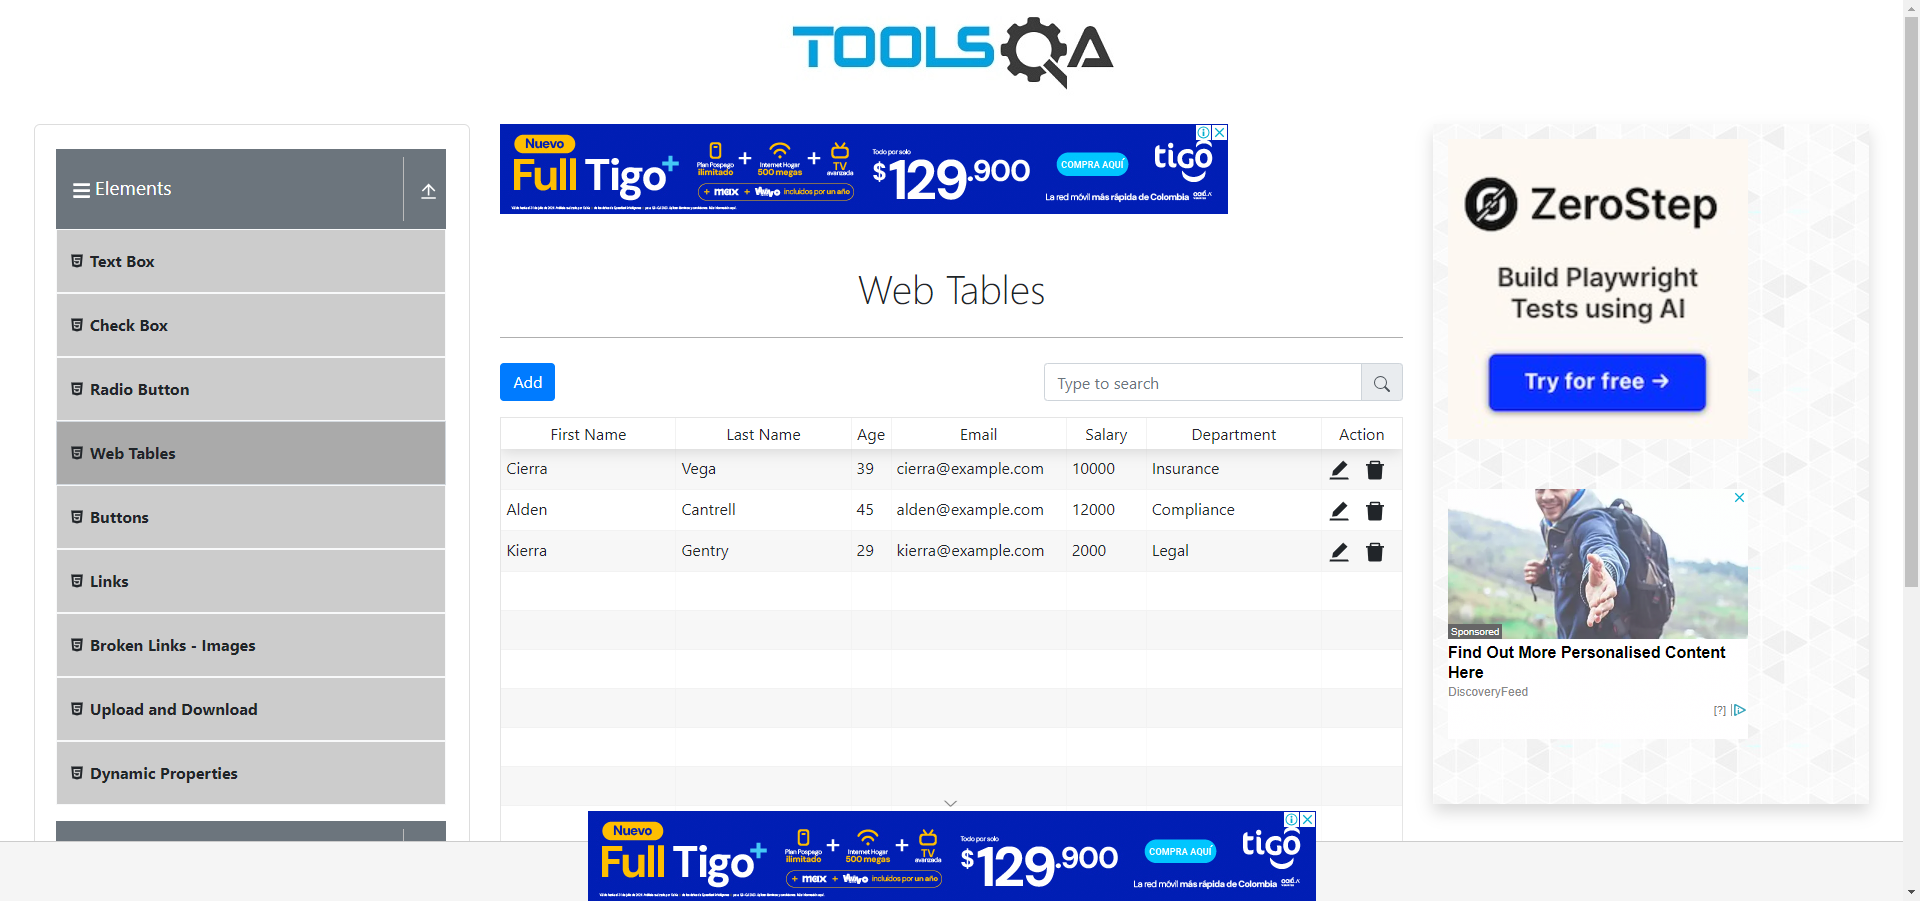 TOOLSQA
Elements
Text Box
Check Box
Radio Button
Web Tables
Buttons
Links
Broken Links - Images
Upload and Download
Dynamic Properties
Nuevo
Full Tigo+
Plan Pospago
ilimitado
+
Internet Hogar
500 megas
+
TV
avanzada
+ max + Wiiiyo incluidos por un año
Todo por solo
$129.900
COMPRA AQUÍ
tigo
La red móvil más rápida de Colombia
Web Tables
Add
Type to search
First Name Last Name Age Email Salary Department Action
Cierra Vega 39 cierra@example.com 10000 Insurance
Alden Cantrell 45 alden@example.com 12000 Compliance
Kierra Gentry 29 kierra@example.com 2000 Legal
ZeroStep
Build Playwright
Tests using AI
Try for free →
Sponsored
Find Out More Personalised Content
Here
DiscoveryFeed
[?]
Nuevo
Full Tigo+
Plan Pospago
ilimitado
+
Internet Hogar
500 megas
+
TV
avanzada
+ max + Wiiiyo incluidos por un año
Todo por solo
$129.900
COMPRA AQUÍ
tigo
La red móvil más rápida de Colombia